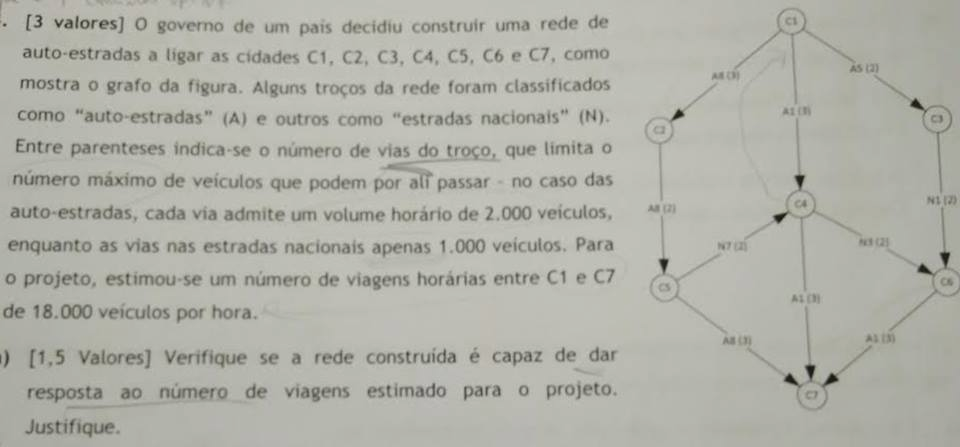 . [3 valores] O governo de um país decidiu construir uma rede de
auto-estradas a ligar as cidades C1, C2, C3, C4, C5, C6 e C7, como
mostra o grafo da figura. Alguns troços da rede foram classificados
como “auto-estradas” (A) e outros como “estradas nacionais” (N).
Entre parenteses indica-se o número de vias do troço, que limita o
número máximo de veículos que podem por ali passar - no caso das
auto-estradas, cada via admite um volume horário de 2.000 veículos,
enquanto as vias nas estradas nacionais apenas 1.000 veículos. Para
o projeto, estimou-se um número de viagens horárias entre C1 e C7
de 18.000 veículos por hora.
) [1,5 Valores] Verifique se a rede construída é capaz de dar
resposta ao número de viagens estimado para o projeto.
Justifique.
C1
A8 (3)
A5 (2)
A1 (3)
C2
C3
A8 (2)
C4
N1 (2)
N7 (2)
N3 (2)
C5
C6
A1 (3)
A8 (3)
A1 (3)
C7